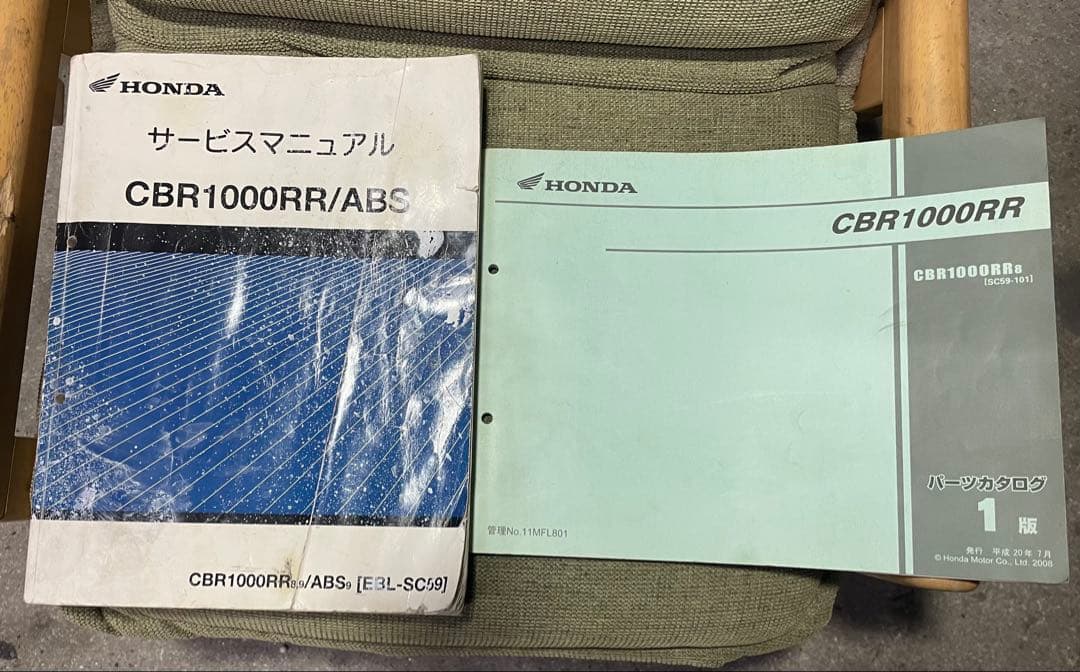 HONDA
サービスマニュアル
CBR1000RR/ABS
CBR1000RR8,9/ABS9 [EBL-SC59]
HONDA
CBR1000RR
CBR1000RR8
[SC59-101]
パーツカタログ
1版
管理No.11MFL801
発行 平成20年7月
© Honda Motor Co., Ltd. 2008